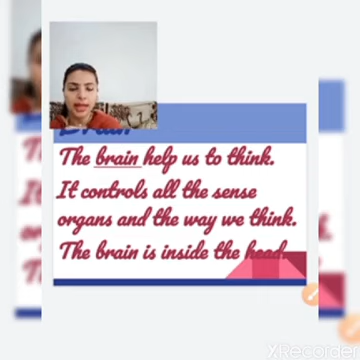 Brain
The brain help us to think.
It controls all the sense
organs and the way we think.
The brain is inside the head.
XRecorder